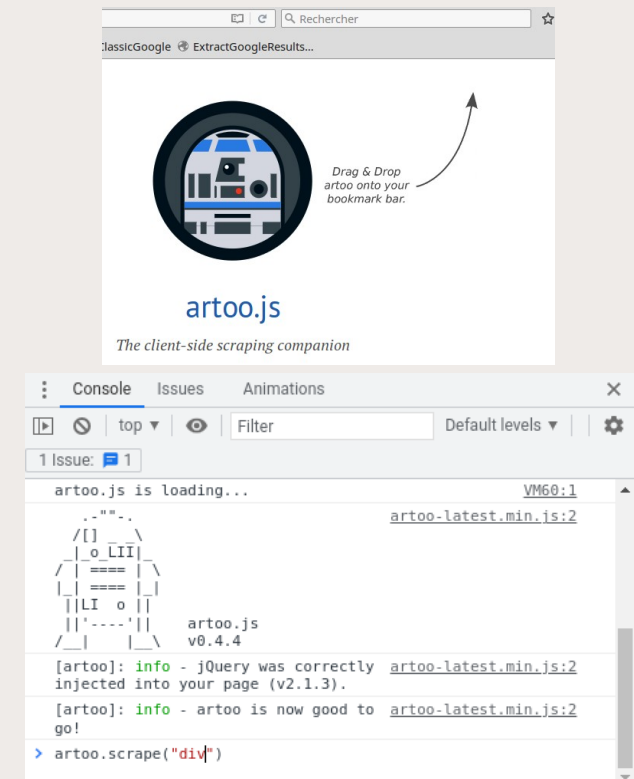 Rechercher
ClassicGoogle ExtractGoogleResults...
Drag & Drop
artoo onto your
bookmark bar.
artoo.js
The client-side scraping companion
Console Issues Animations
top ▼ Filter Default levels ▼
1 Issue: 1
artoo.js is loading... VM60:1
   .-""-. artoo-latest.min.js:2
  /[] _ _\
 _|_o_LII|_
/ | ==== | \
|_| ==== |_|
 ||LI  o ||
 ||'----'||   artoo.js
/__|    |__\  v0.4.4
[artoo]: info - jQuery was correctly artoo-latest.min.js:2
injected into your page (v2.1.3).
[artoo]: info - artoo is now good to artoo-latest.min.js:2
go!
> artoo.scrape("div")